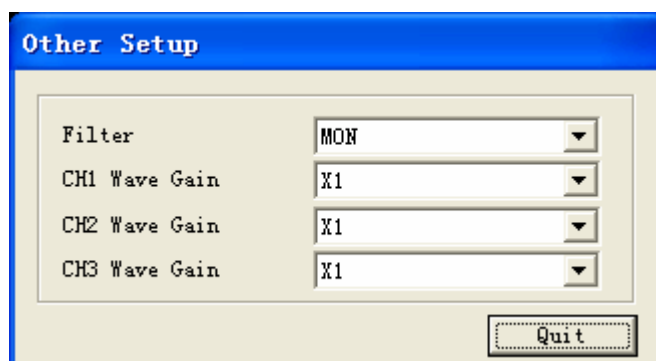 Other Setup
Filter MON
CH1 Wave Gain X1
CH2 Wave Gain X1
CH3 Wave Gain X1
Quit